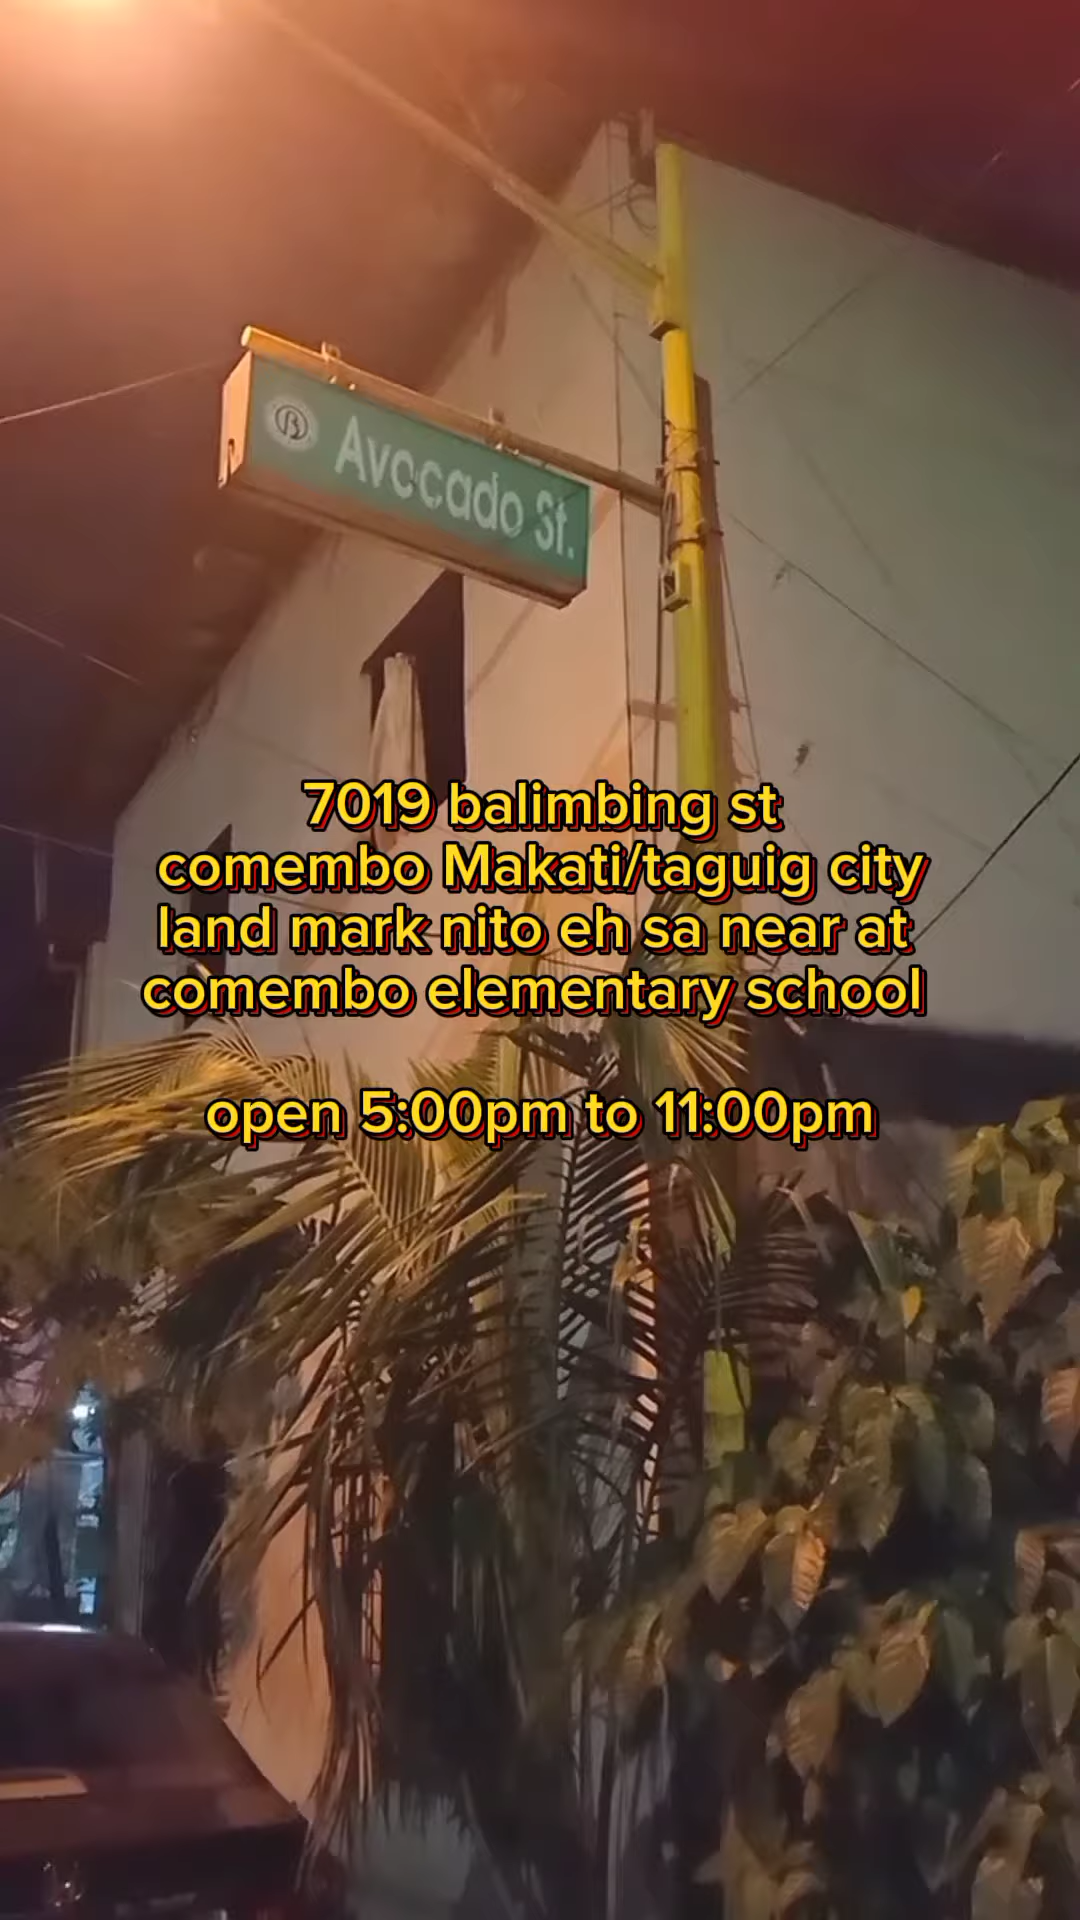 Avocado St.
7019 balimbing st
comembo Makati/taguig city
land mark nito eh sa near at
comembo elementary school
open 5:00pm to 11:00pm